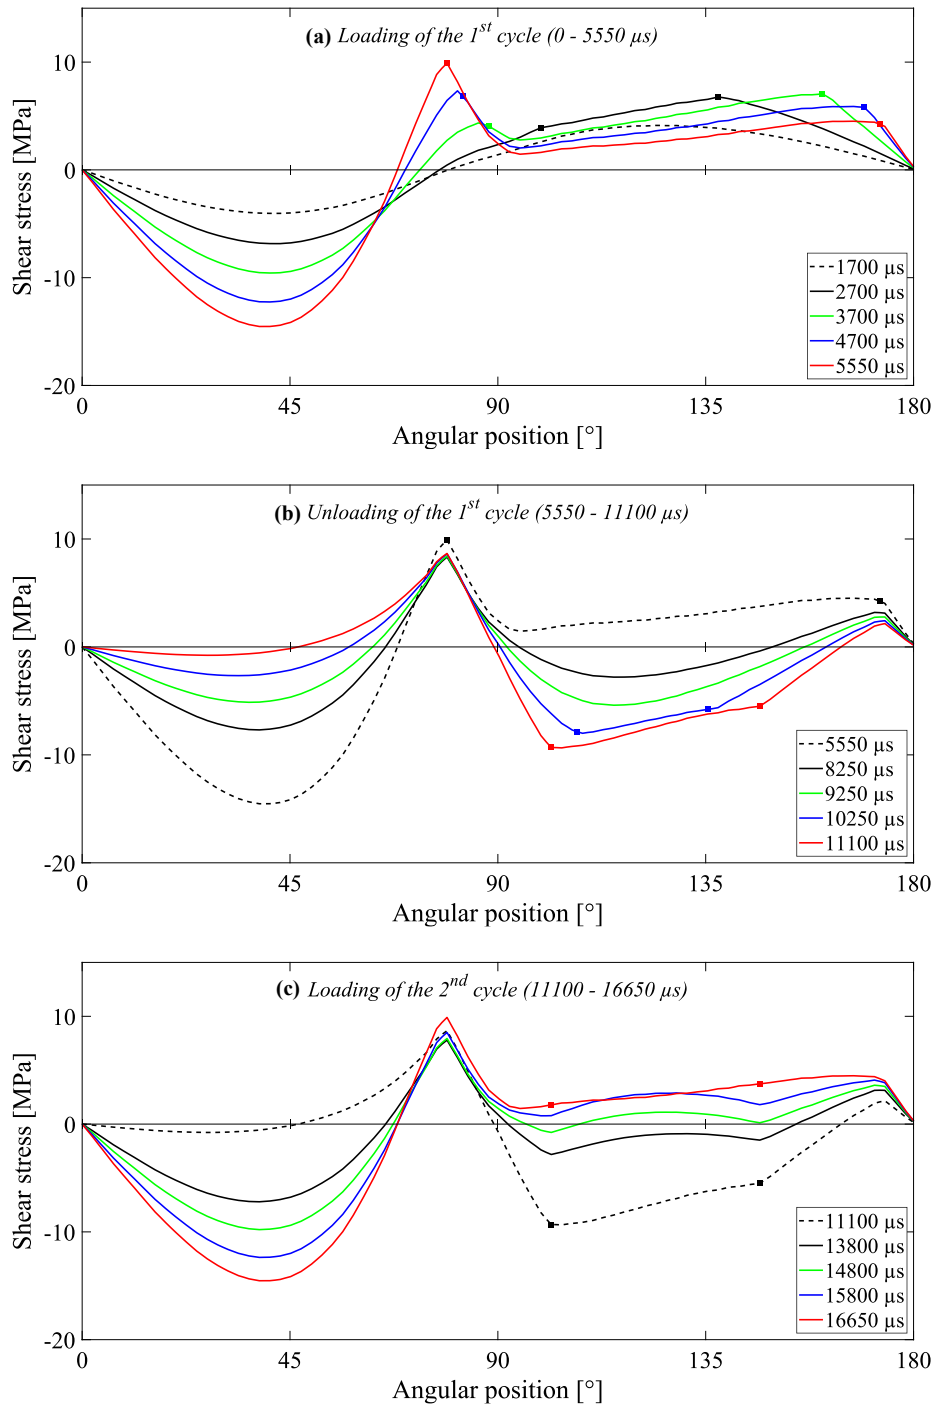 (a) Loading of the 1st cycle (0 - 5550 µs)
Shear stress [MPa]
10
0
-10
-20
1700 µs
2700 µs
3700 µs
4700 µs
5550 µs
0 45 90 135 180
Angular position [°]
(b) Unloading of the 1st cycle (5550 - 11100 µs)
Shear stress [MPa]
10
0
-10
-20
5550 µs
8250 µs
9250 µs
10250 µs
11100 µs
0 45 90 135 180
Angular position [°]
(c) Loading of the 2nd cycle (11100 - 16650 µs)
Shear stress [MPa]
10
0
-10
-20
11100 µs
13800 µs
14800 µs
15800 µs
16650 µs
0 45 90 135 180
Angular position [°]